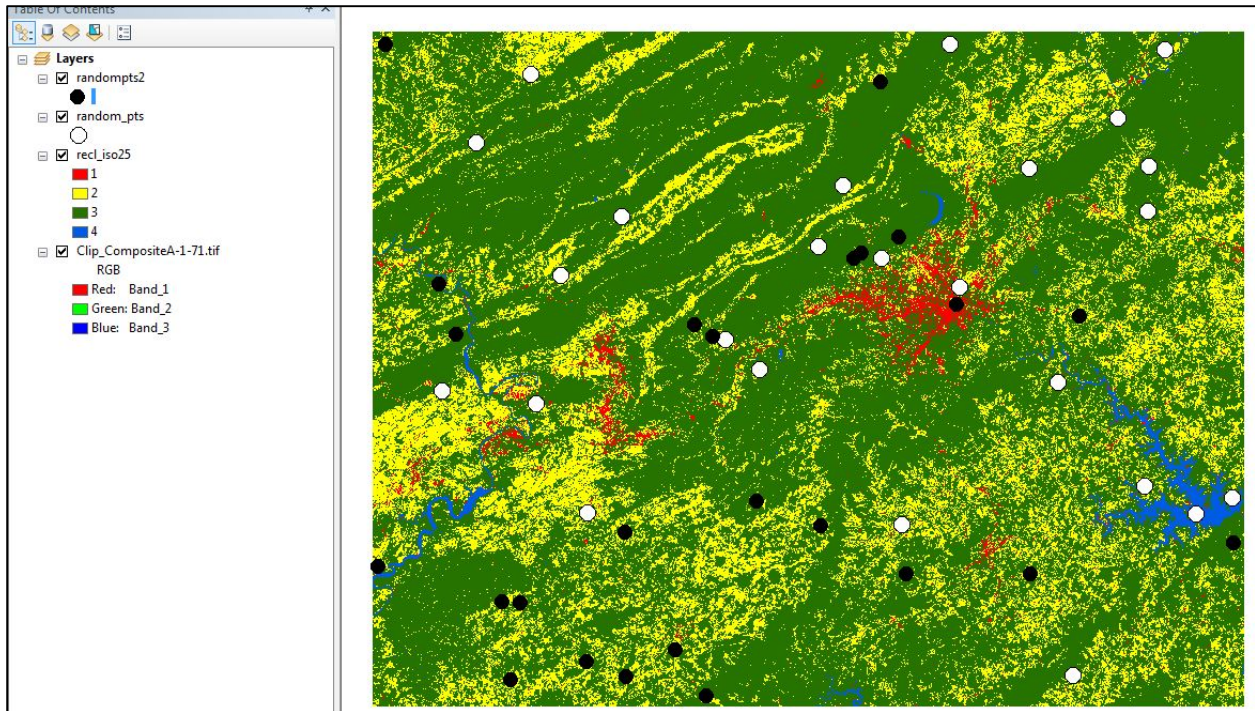 Table Of Contents
Layers
randompts2
random_pts
recl_iso25
1
2
3
4
Clip_CompositeA-1-71.tif
RGB
Red: Band_1
Green: Band_2
Blue: Band_3